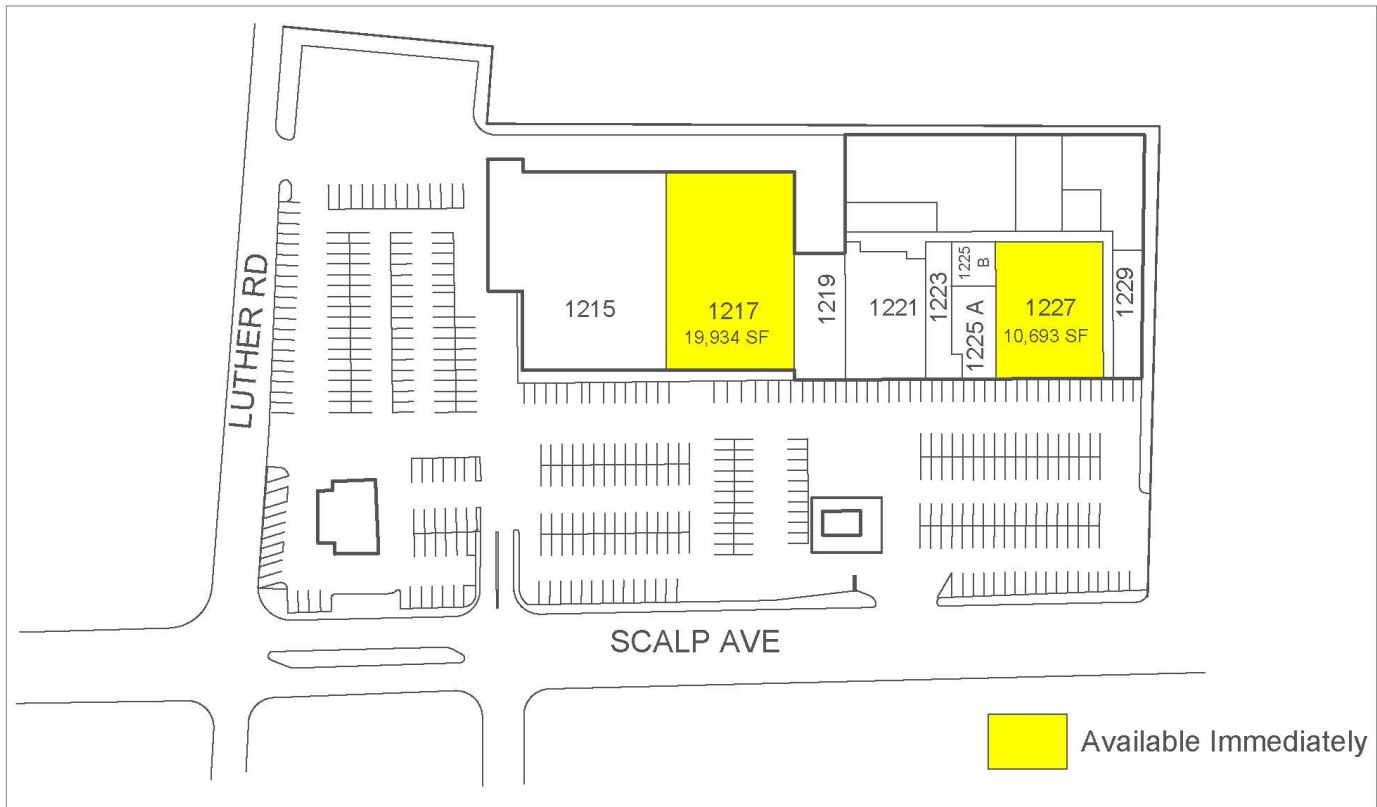 LUTHER RD
1215
1217
19,934 SF
1219
1221
1223
1225
B
1225 A
1227
10,693 SF
1229
SCALP AVE
Available Immediately